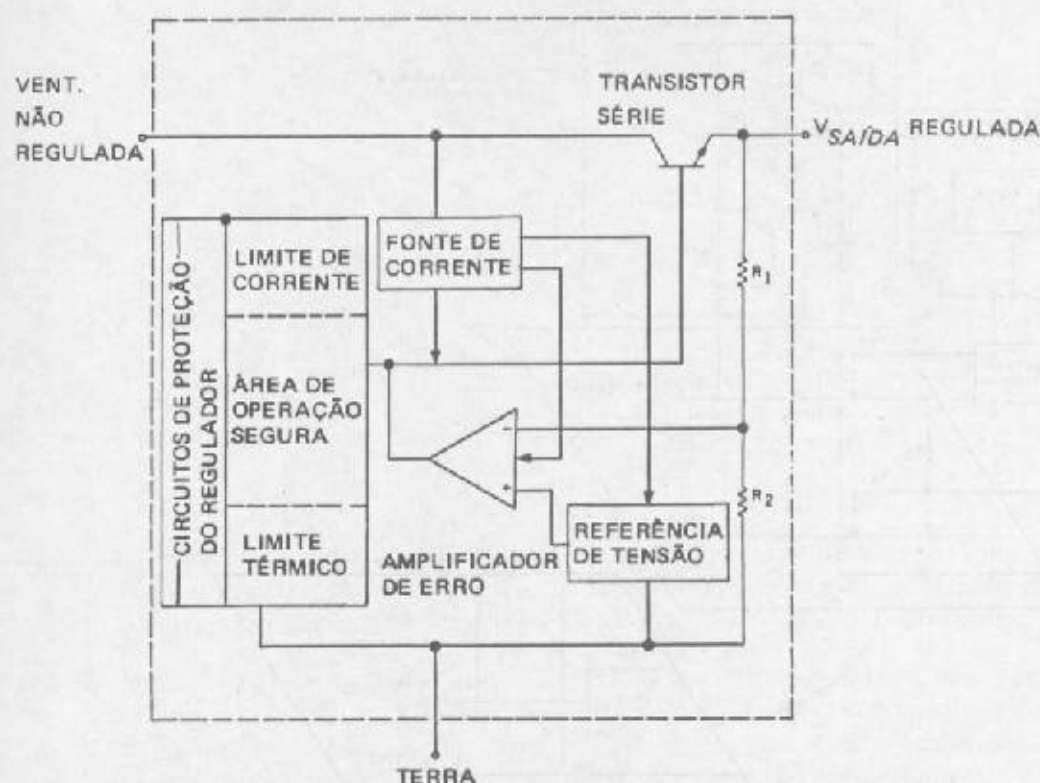 VENT.
NÃO
REGULADA
TRANSISTOR
SÉRIE
VSAÍDA REGULADA
CIRCUITOS DE PROTEÇÃO
DO REGULADOR
LIMITE DE
CORRENTE
FONTE DE
CORRENTE
R1
ÁREA DE
OPERAÇÃO
SEGURA
-
+
R2
LIMITE
TÉRMICO
AMPLIFICADOR
DE ERRO
REFERÊNCIA
DE TENSÃO
TERRA